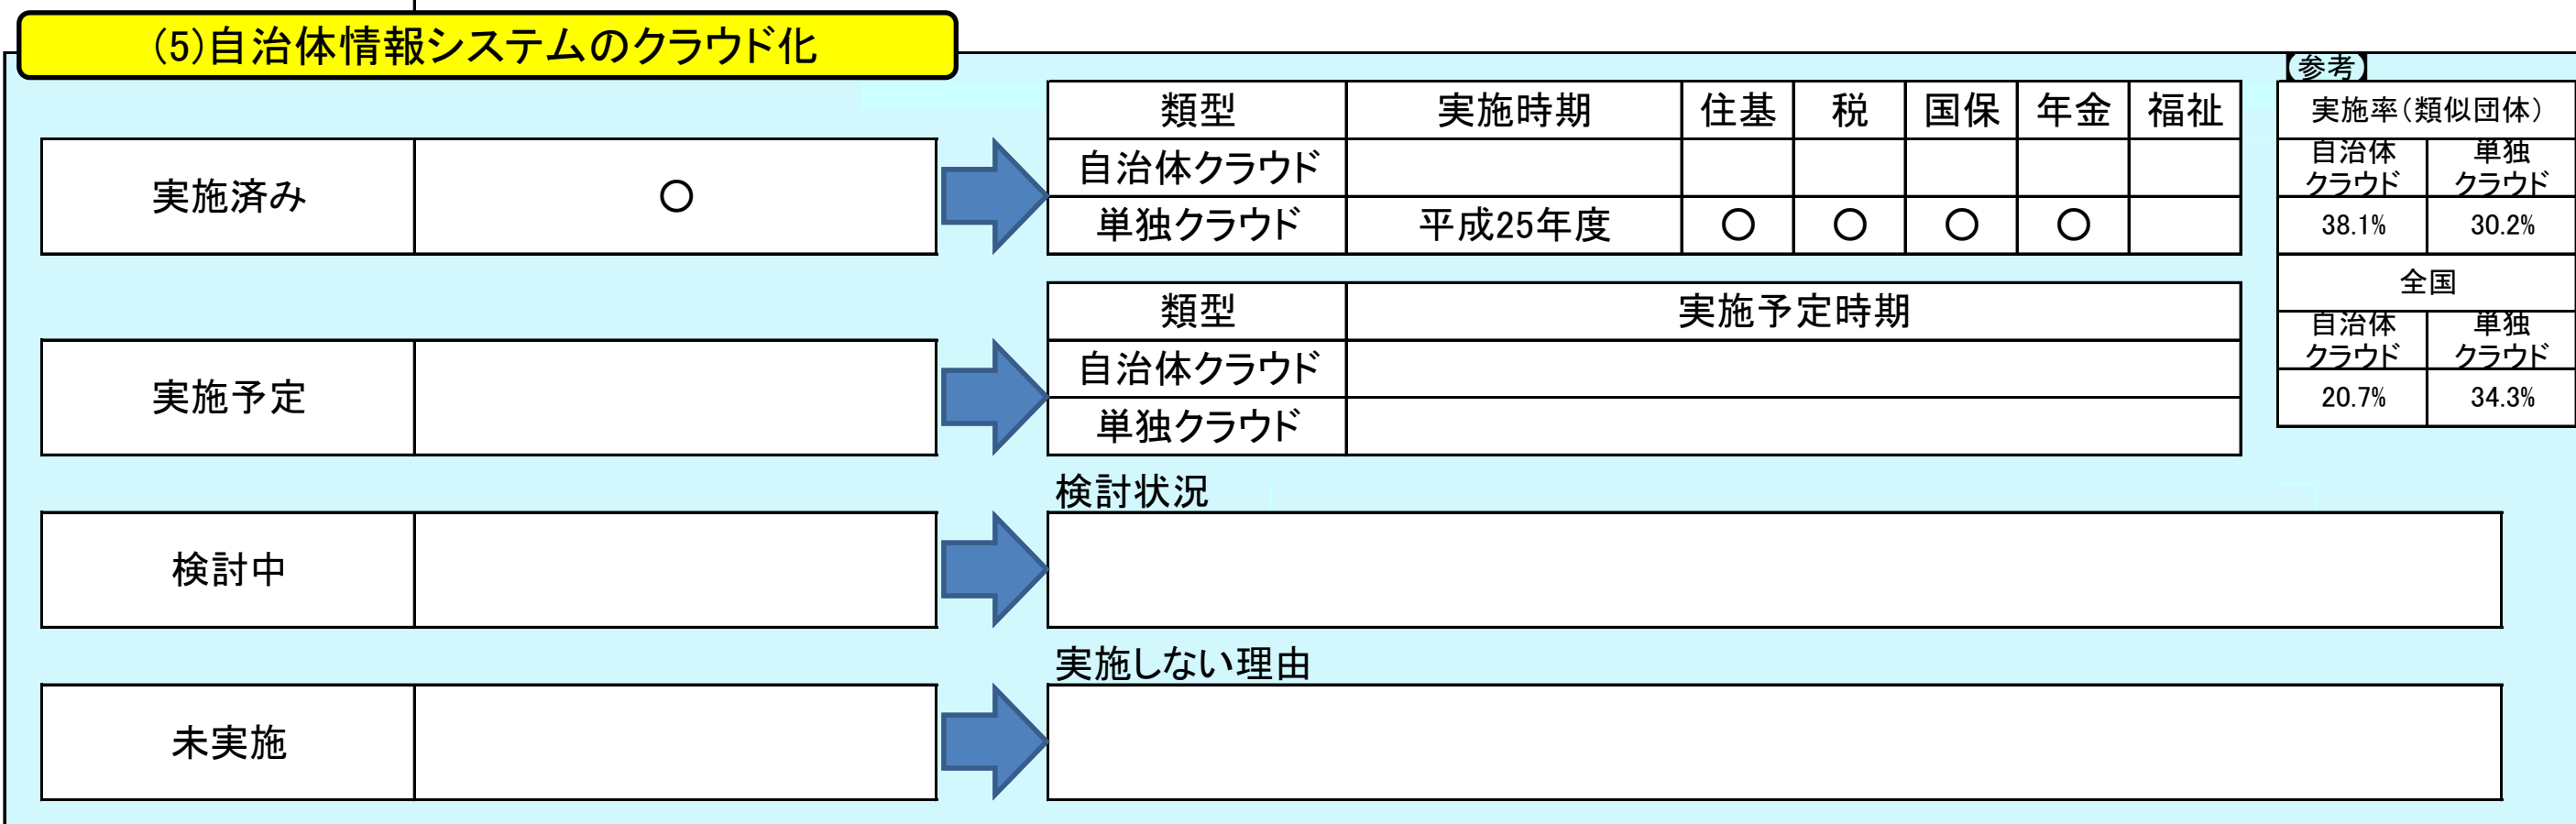 (5)自治体情報システムのクラウド化
【参考】
類型 実施時期 住基 税 国保 年金 福祉
実施率(類似団体)
実施済み ○
自治体クラウド
単独クラウド 平成25年度 ○ ○ ○ ○
自治体クラウド 単独クラウド
38.1% 30.2%
全国
類型 実施予定時期
実施予定
自治体クラウド
単独クラウド
自治体クラウド 単独クラウド
20.7% 34.3%
検討状況
検討中
実施しない理由
未実施